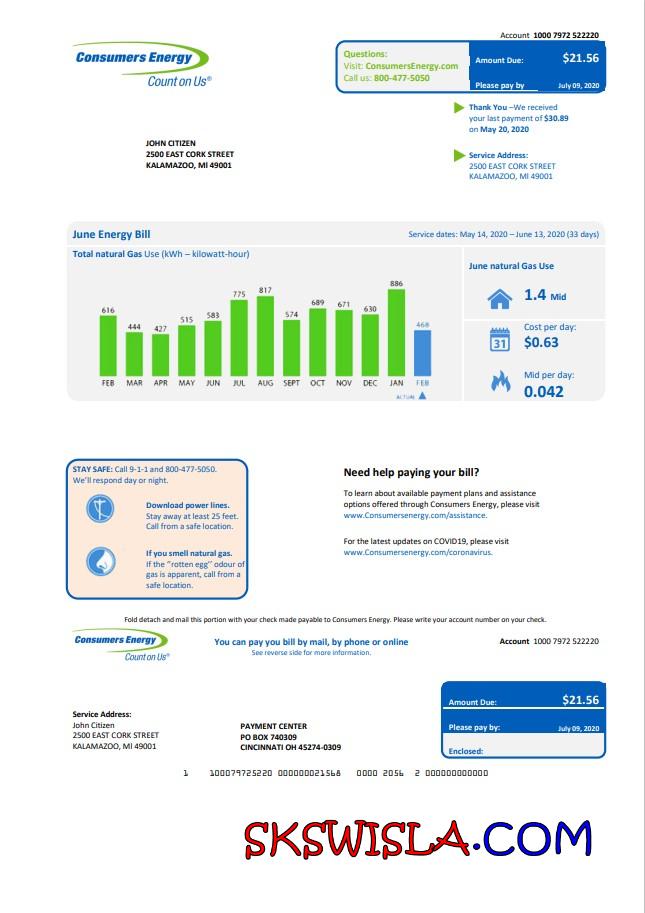 Account 1000 7972 522220
Consumers Energy
Count on Us®
Questions:
Visit: ConsumersEnergy.com
Call us: 800-477-5050
Amount Due: $21.56
Please pay by July 09, 2020
Thank You –We received
your last payment of $30.89
on May 20, 2020
JOHN CITIZEN
2500 EAST CORK STREET
KALAMAZOO, MI 49001
Service Address:
2500 EAST CORK STREET
KALAMAZOO, MI 49001
June Energy Bill
Service dates: May 14, 2020 – June 13, 2020 (33 days)
Total natural Gas Use (kWh – kilowatt-hour)
616 444 427 515 583 775 817 574 689 671 630 886 468
FEB MAR APR MAY JUN JUL AUG SEPT OCT NOV DEC JAN FEB
ACTUAL
June natural Gas Use
1.4 Mid
31
Cost per day:
$0.63
Mid per day:
0.042
STAY SAFE: Call 9-1-1 and 800-477-5050.
We'll respond day or night.
Download power lines.
Stay away at least 25 feet.
Call from a safe location.
If you smell natural gas.
If the ''rotten egg'' odour of
gas is apparent, call from a
safe location.
Need help paying your bill?
To learn about available payment plans and assistance
options offered through Consumers Energy, please visit
www.Consumersenergy.com/assistance.
For the latest updates on COVID19, please visit
www.Consumersenergy.com/coronavirus.
Fold detach and mail this portion with your check made payable to Consumers Energy. Please write your account number on your check.
Consumers Energy
Count on Us®
You can pay you bill by mail, by phone or online
See reverse side for more information.
Account 1000 7972 522220
Amount Due: $21.56
Please pay by: July 09, 2020
Enclosed:
Service Address:
John Citizen
2500 EAST CORK STREET
KALAMAZOO, MI 49001
PAYMENT CENTER
PO BOX 740309
CINCINNATI OH 45274-0309
1 100079725220 000000021568 0000 2056 2 000000000000
SKSWISLA.COM